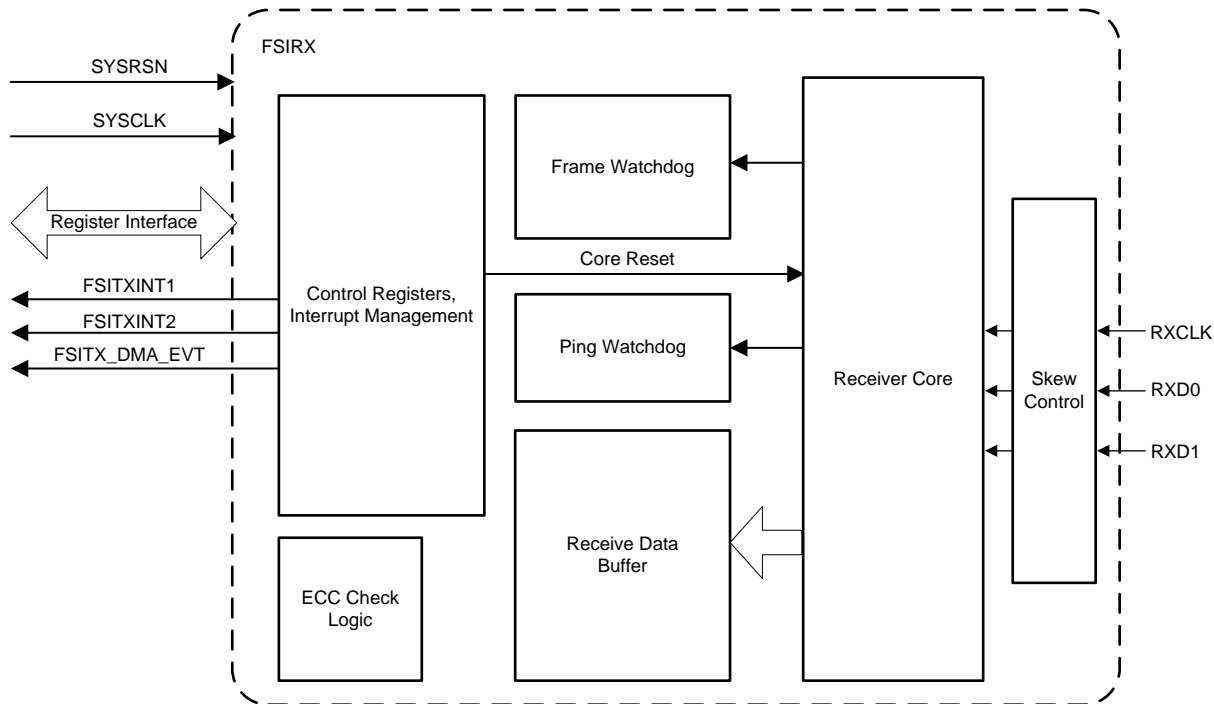 FSIRX
SYSRSN
SYSCLK
Register Interface
FSITXINT1
FSITXINT2
FSITX_DMA_EVT
Control Registers,
Interrupt Management
ECC Check
Logic
Frame Watchdog
Core Reset
Ping Watchdog
Receive Data
Buffer
Receiver Core
Skew
Control
RXCLK
RXD0
RXD1